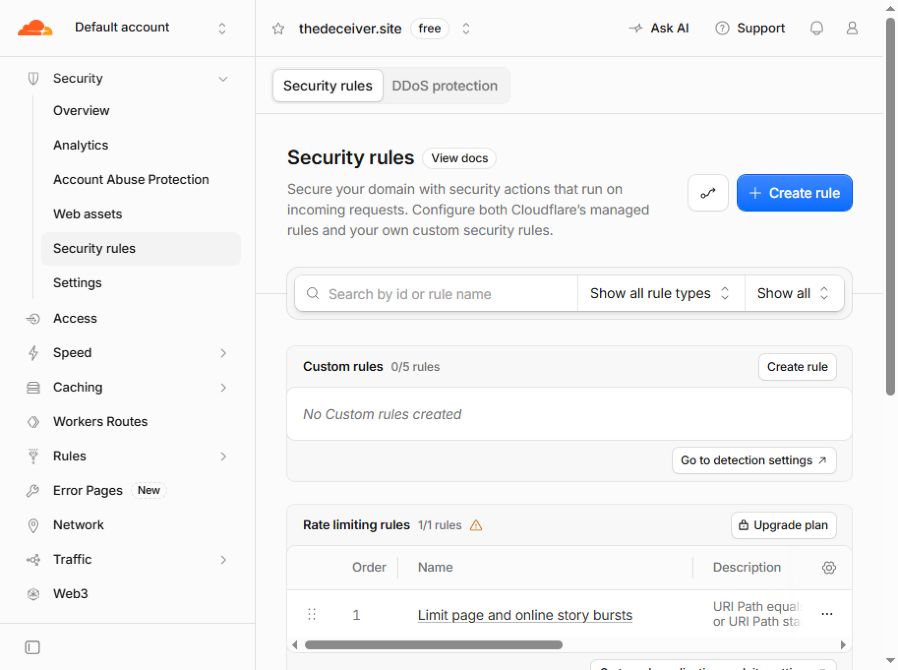 Default account
thedeceiver.site free
Ask AI
Support
Security
Overview
Analytics
Account Abuse Protection
Web assets
Security rules
Settings
Access
Speed
Caching
Workers Routes
Rules
Error Pages New
Network
Traffic
Web3
Security rules
DDoS protection
Security rules View docs
Secure your domain with security actions that run on
incoming requests. Configure both Cloudflare's managed
rules and your own custom security rules.
Create rule
Search by id or rule name
Show all rule types
Show all
Custom rules 0/5 rules
Create rule
No Custom rules created
Go to detection settings
Rate limiting rules 1/1 rules
Upgrade plan
Order Name Description
1 Limit page and online story bursts
URI Path equal
or URI Path sta